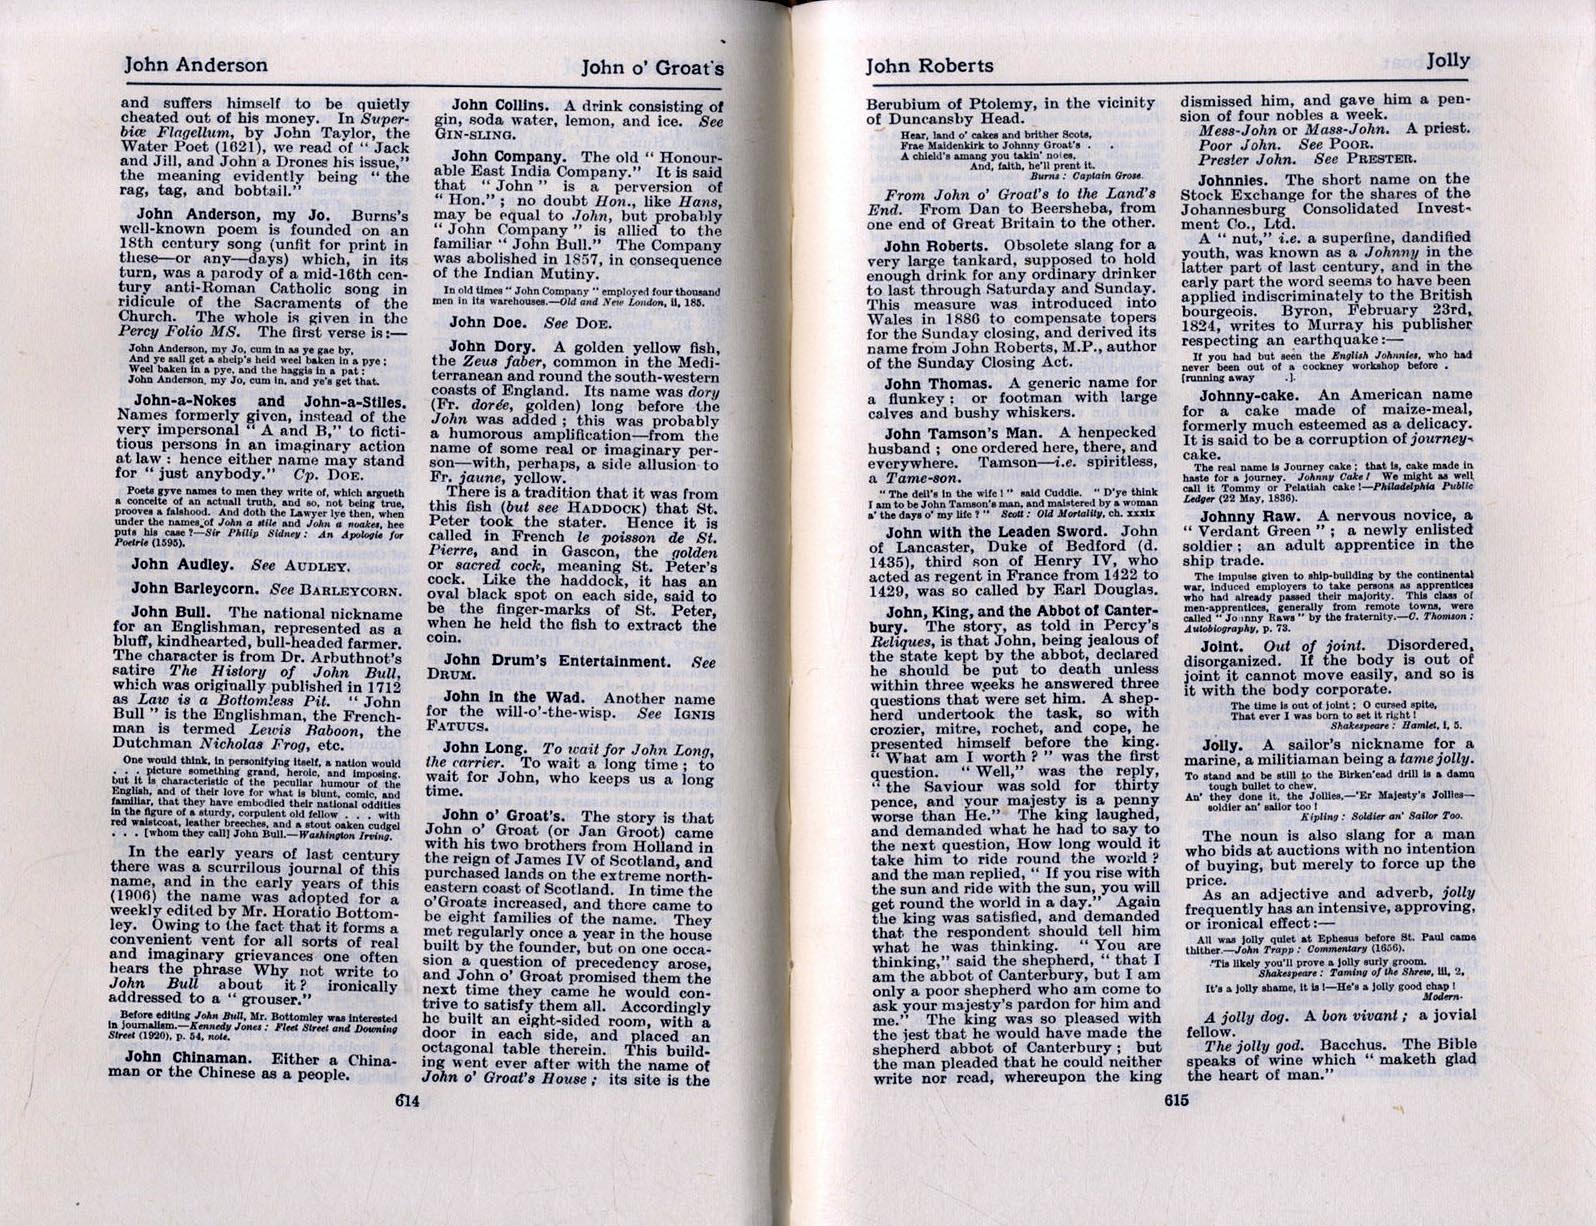 John Anderson
John o' Groat's
and suffers himself to be quietly
cheated out of his money. In Super-
biæ Flagellum, by John Taylor, the
Water Poet (1621), we read of “ Jack
and Jill, and John a Drones his issue,”
the meaning evidently being “ the
rag, tag, and bobtail.”
John Anderson, my Jo. Burns's
well-known poem is founded on an
18th century song (unfit for print in
these—or any—days) which, in its
turn, was a parody of a mid-16th cen-
tury anti-Roman Catholic song in
ridicule of the Sacraments of the
Church. The whole is given in the
Percy Folio MS. The first verse is:—
John Anderson, my Jo, cum in as ye gae by,
And ye sall get a sheip's heid weel baken in a pye ;
Weel baken in a pye, and the haggis in a pat :
John Anderson, my Jo, cum in, and ye's get that.
John-a-Nokes and John-a-Stiles.
Names formerly given, instead of the
very impersonal “ A and B,” to ficti-
tious persons in an imaginary action
at law : hence either name may stand
for “ just anybody.” Cp. DOE.
Poets gyve names to men they write of, which argueth
a conceite of an actuall truth, and so, not being true,
prooves a falshood. And doth the Lawyer lye then, when
under the names of John a stile and John a noakes, hee
puts his case ?—Sir Philip Sidney: An Apologie for
Poetrie (1595).
John Audley. See AUDLEY.
John Barleycorn. See BARLEYCORN.
John Bull. The national nickname
for an Englishman, represented as a
bluff, kindhearted, bull-headed farmer.
The character is from Dr. Arbuthnot's
satire The History of John Bull,
which was originally published in 1712
as Law is a Bottomless Pit. “ John
Bull ” is the Englishman, the French-
man is termed Lewis Baboon, the
Dutchman Nicholas Frog, etc.
One would think, in personifying itself, a nation would
. . . picture something grand, heroic, and imposing,
but it is characteristic of the peculiar humour of the
English, and of their love for what is blunt, comic, and
familiar, that they have embodied their national oddities
in the figure of a sturdy, corpulent old fellow . . . with
red waistcoat, leather breeches, and a stout oaken cudgel
. . . [whom they call] John Bull.—Washington Irving.
In the early years of last century
there was a scurrilous journal of this
name, and in the early years of this
(1906) the name was adopted for a
weekly edited by Mr. Horatio Bottom-
ley. Owing to the fact that it forms a
convenient vent for all sorts of real
and imaginary grievances one often
hears the phrase Why not write to
John Bull about it? ironically
addressed to a “ grouser.”
Before editing John Bull, Mr. Bottomley was interested
in journalism.—Kennedy Jones: Fleet Street and Downing
Street (1920), p. 54, note.
John Chinaman. Either a China-
man or the Chinese as a people.
John Collins. A drink consisting of
gin, soda water, lemon, and ice. See
GIN-SLING.
John Company. The old “ Honour-
able East India Company.” It is said
that “ John ” is a perversion of
“ Hon.” ; no doubt Hon., like Hans,
may be equal to John, but probably
“ John Company ” is allied to the
familiar “ John Bull.” The Company
was abolished in 1857, in consequence
of the Indian Mutiny.
In old times “ John Company ” employed four thousand
men in its warehouses.—Old and New London, ii, 185.
John Doe. See DOE.
John Dory. A golden yellow fish,
the Zeus faber, common in the Medi-
terranean and round the south-western
coasts of England. Its name was dory
(Fr. dorée, golden) long before the
John was added ; this was probably
a humorous amplification—from the
name of some real or imaginary per-
son—with, perhaps, a side allusion to
Fr. jaune, yellow.
There is a tradition that it was from
this fish (but see HADDOCK) that St.
Peter took the stater. Hence it is
called in French le poisson de St.
Pierre, and in Gascon, the golden
or sacred cock, meaning St. Peter's
cock. Like the haddock, it has an
oval black spot on each side, said to
be the finger-marks of St. Peter,
when he held the fish to extract the
coin.
John Drum's Entertainment. See
DRUM.
John in the Wad. Another name
for the will-o'-the-wisp. See IGNIS
FATUUS.
John Long. To wait for John Long,
the carrier. To wait a long time ; to
wait for John, who keeps us a long
time.
John o' Groat's. The story is that
John o' Groat (or Jan Groot) came
with his two brothers from Holland in
the reign of James IV of Scotland, and
purchased lands on the extreme north-
eastern coast of Scotland. In time the
o'Groats increased, and there came to
be eight families of the name. They
met regularly once a year in the house
built by the founder, but on one occa-
sion a question of precedency arose,
and John o' Groat promised them the
next time they came he would con-
trive to satisfy them all. Accordingly
he built an eight-sided room, with a
door in each side, and placed an
octagonal table therein. This build-
ing went ever after with the name of
John o' Groat's House ; its site is the
614
John Roberts
Jolly
Berubium of Ptolemy, in the vicinity
of Duncansby Head.
Hear, land o' cakes and brither Scots,
Frae Maidenkirk to Johnny Groat's . .
A chield's amang you takin' notes,
And, faith, he'll prent it.
Burns : Captain Grose.
From John o' Groat's to the Land's
End. From Dan to Beersheba, from
one end of Great Britain to the other.
John Roberts. Obsolete slang for a
very large tankard, supposed to hold
enough drink for any ordinary drinker
to last through Saturday and Sunday.
This measure was introduced into
Wales in 1886 to compensate topers
for the Sunday closing, and derived its
name from John Roberts, M.P., author
of the Sunday Closing Act.
John Thomas. A generic name for
a flunkey ; or footman with large
calves and bushy whiskers.
John Tamson's Man. A henpecked
husband ; one ordered here, there, and
everywhere. Tamson—i.e. spiritless,
a Tame-son.
“ The deil's in the wife ! ” said Cuddie. “ D'ye think
I am to be John Tamson's man, and maistered by a woman
a' the days o' my life ? ” Scott : Old Mortality, ch. xxxix
John with the Leaden Sword. John
of Lancaster, Duke of Bedford (d.
1435), third son of Henry IV, who
acted as regent in France from 1422 to
1429, was so called by Earl Douglas.
John, King, and the Abbot of Canter-
bury. The story, as told in Percy's
Reliques, is that John, being jealous of
the state kept by the abbot, declared
he should be put to death unless
within three weeks he answered three
questions that were set him. A shep-
herd undertook the task, so with
crozier, mitre, rochet, and cope, he
presented himself before the king.
“ What am I worth ? ” was the first
question. “ Well,” was the reply,
“ the Saviour was sold for thirty
pence, and your majesty is a penny
worse than He.” The king laughed,
and demanded what he had to say to
the next question, How long would it
take him to ride round the world ?
and the man replied, “ If you rise with
the sun and ride with the sun, you will
get round the world in a day.” Again
the king was satisfied, and demanded
that the respondent should tell him
what he was thinking. “ You are
thinking,” said the shepherd, “ that I
am the abbot of Canterbury, but I am
only a poor shepherd who am come to
ask your majesty's pardon for him and
me.” The king was so pleased with
the jest that he would have made the
shepherd abbot of Canterbury ; but
the man pleaded that he could neither
write nor read, whereupon the king
dismissed him, and gave him a pen-
sion of four nobles a week.
Mess-John or Mass-John. A priest.
Poor John. See POOR.
Prester John. See PRESTER.
Johnnies. The short name on the
Stock Exchange for the shares of the
Johannesburg Consolidated Invest-
ment Co., Ltd.
A “ nut,” i.e. a superfine, dandified
youth, was known as a Johnny in the
latter part of last century, and in the
early part the word seems to have been
applied indiscriminately to the British
bourgeois. Byron, February 23rd,
1824, writes to Murray his publisher
respecting an earthquake :—
If you had but seen the English Johnnies, who had
never been out of a cockney workshop before .
[running away .].
Johnny-cake. An American name
for a cake made of maize-meal,
formerly much esteemed as a delicacy.
It is said to be a corruption of journey-
cake.
The real name is Journey cake ; that is, cake made in
haste for a journey. Johnny Cake ! We might as well
call it Tommy or Pelatiah cake !—Philadelphia Public
Ledger (22 May, 1836).
Johnny Raw. A nervous novice, a
“ Verdant Green ” ; a newly enlisted
soldier ; an adult apprentice in the
ship trade.
The impulse given to ship-building by the continental
war, induced employers to take persons as apprentices
who had already passed their majority. This class of
men-apprentices, generally from remote towns, were
called “ Johnny Raws ” by the fraternity.—C. Thomson :
Autobiography, p. 73.
Joint. Out of joint. Disordered,
disorganized. If the body is out of
joint it cannot move easily, and so is
it with the body corporate.
The time is out of joint ; O cursed spite,
That ever I was born to set it right !
Shakespeare : Hamlet, i, 5.
Jolly. A sailor's nickname for a
marine, a militiaman being a tame jolly.
To stand and be still to the Birken'ead drill is a damn
tough bullet to chew,
An' they done it, the Jollies,—'Er Majesty's Jollies—
soldier an' sailor too !
Kipling : Soldier an' Sailor Too.
The noun is also slang for a man
who bids at auctions with no intention
of buying, but merely to force up the
price.
As an adjective and adverb, jolly
frequently has an intensive, approving,
or ironical effect :—
All was jolly quiet at Ephesus before St. Paul came
thither.—John Trapp : Commentary (1656).
'Tis likely you'll prove a jolly surly groom.
Shakespeare : Taming of the Shrew, iii, 2.
It's a jolly shame, it is !—He's a jolly good chap !
Modern.
A jolly dog. A bon vivant ; a jovial
fellow.
The jolly god. Bacchus. The Bible
speaks of wine which “ maketh glad
the heart of man.”
615